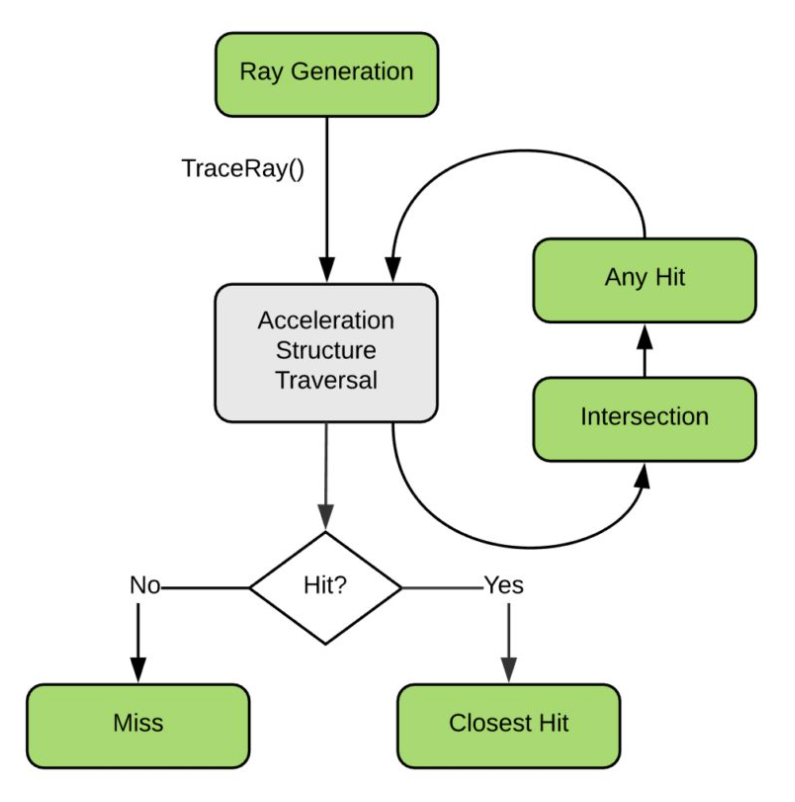 Ray Generation
TraceRay()
Acceleration
Structure
Traversal
Any Hit
Intersection
Hit?
No
Yes
Miss
Closest Hit